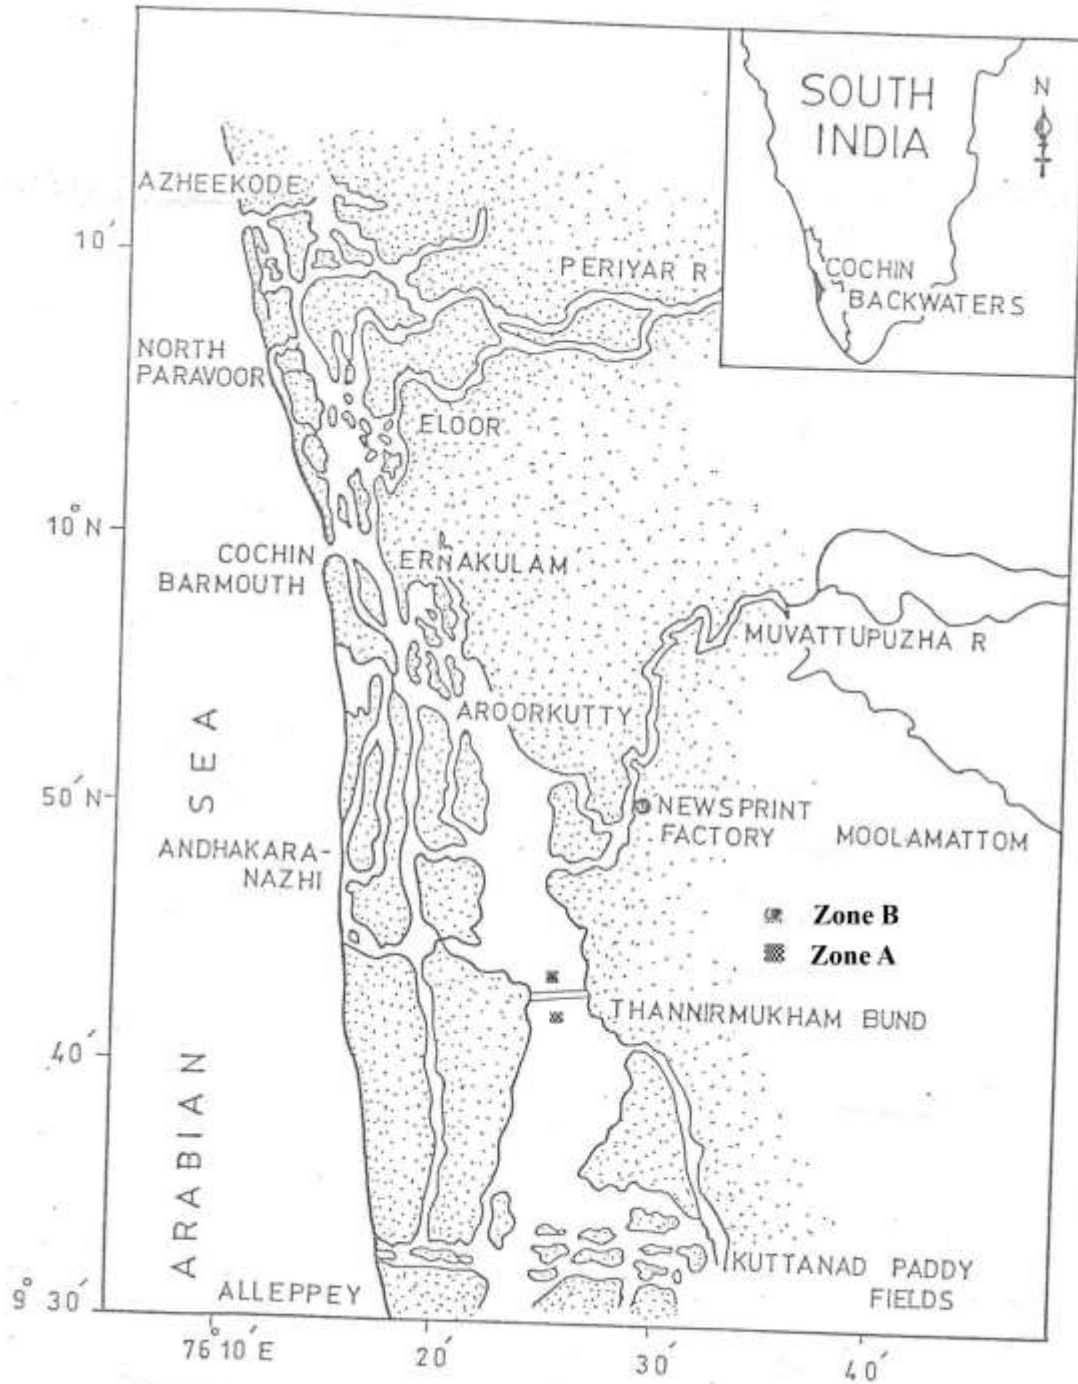 SOUTH
INDIA
N
COCHIN
BACKWATERS
AZHEEKODE
10′
PERIYAR R
NORTH
PARAVOOR
ELOOR
10°N
COCHIN
BARMOUTH
ERNAKULAM
MUVATTUPUZHA R
AROORKUTTY
50′N
NEWSPRINT
FACTORY
MOOLAMATTOM
ANDHAKARA-
NAZHI
Zone B
Zone A
THANNIRMUKHAM BUND
40′
ARABIAN SEA
KUTTANAD PADDY
FIELDS
ALLEPPEY
9° 30′
76°10′E
20′
30′
40′